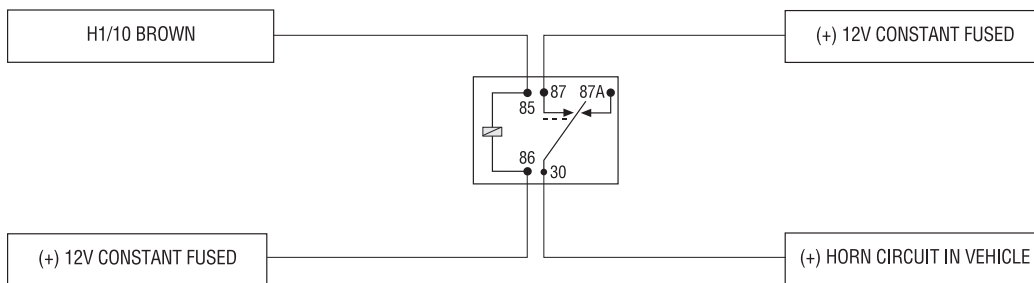 H1/10 BROWN
(+) 12V CONSTANT FUSED
87 87A
85
86
30
(+) 12V CONSTANT FUSED
(+) HORN CIRCUIT IN VEHICLE